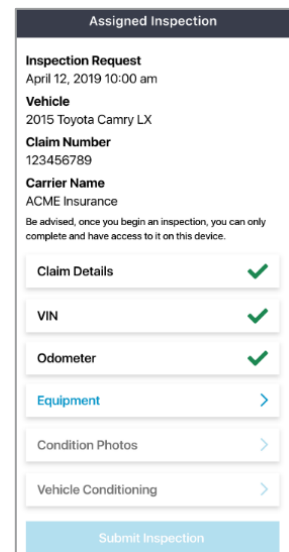 Assigned Inspection
Inspection Request
April 12, 2019 10:00 am
Vehicle
2015 Toyota Camry LX
Claim Number
123456789
Carrier Name
ACME Insurance
Be advised, once you begin an inspection, you can only
complete and have access to it on this device.
Claim Details
VIN
Odometer
Equipment
Condition Photos
Vehicle Conditioning
Submit Inspection